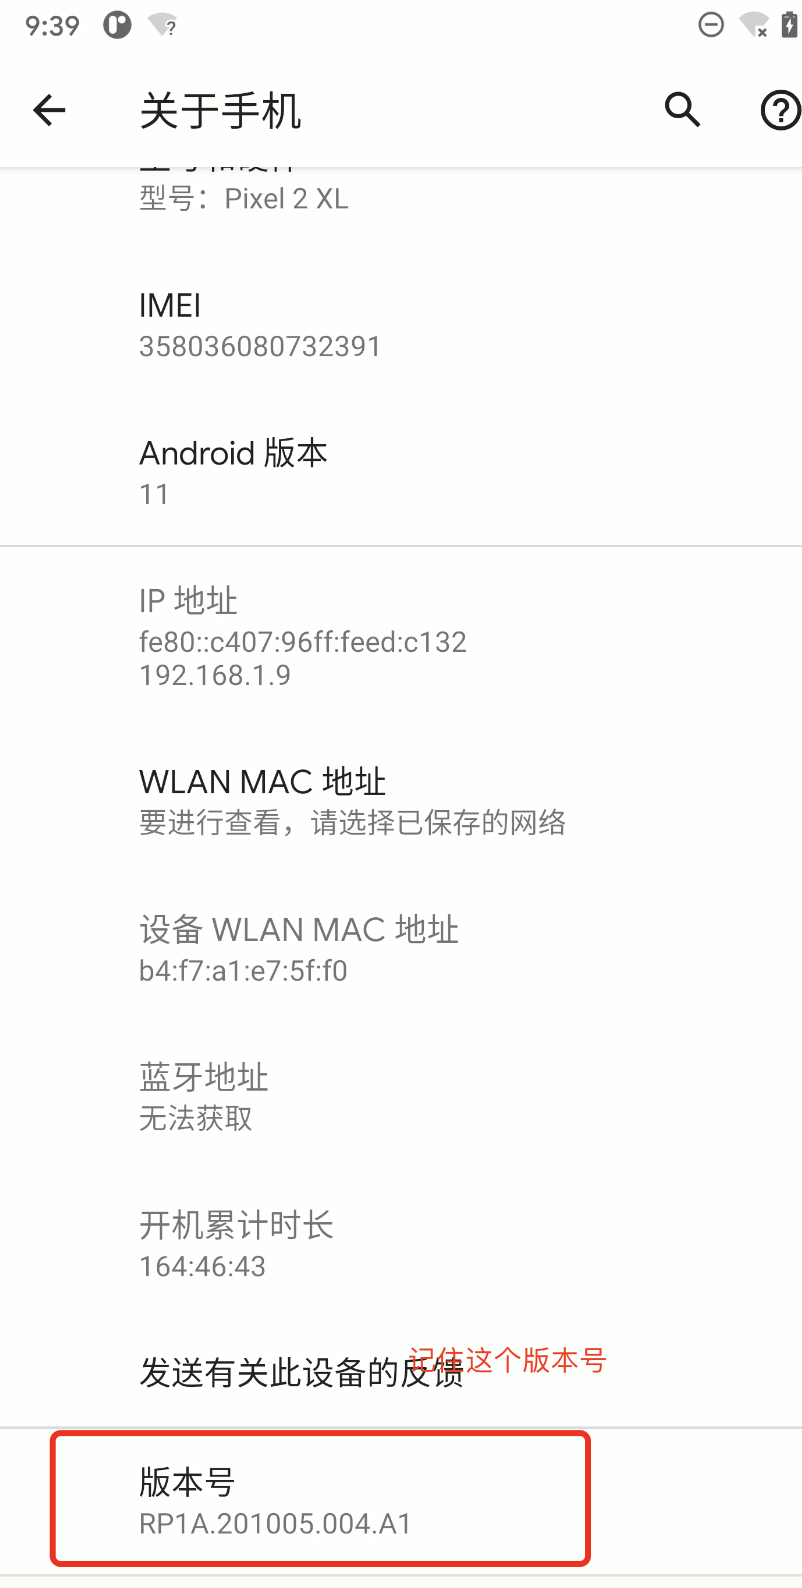 9:39
关于手机
型号：Pixel 2 XL
IMEI
358036080732391
Android 版本
11
IP 地址
fe80::c407:96ff:feed:c132
192.168.1.9
WLAN MAC 地址
要进行查看，请选择已保存的网络
设备 WLAN MAC 地址
b4:f7:a1:e7:5f:f0
蓝牙地址
无法获取
开机累计时长
164:46:43
记住这个版本号
发送有关此设备的反馈
版本号
RP1A.201005.004.A1